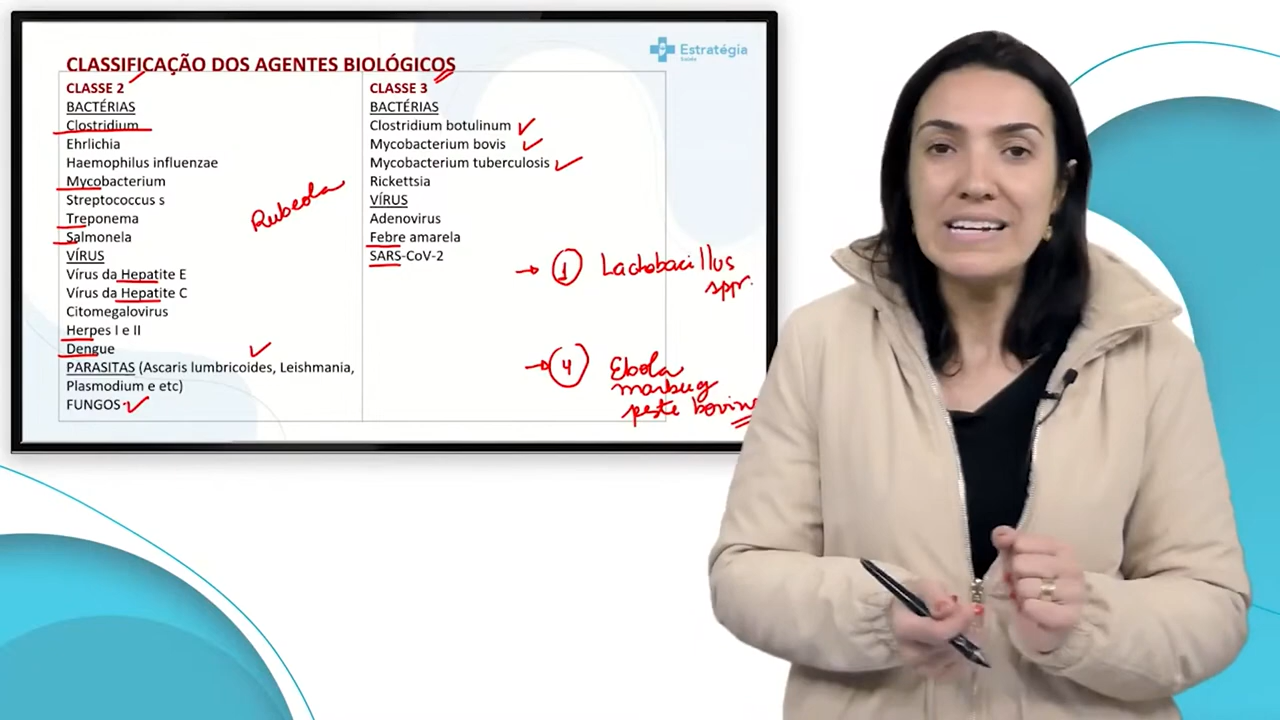 Estratégia
Saúde
CLASSIFICAÇÃO DOS AGENTES BIOLÓGICOS
CLASSE 2
BACTÉRIAS
Clostridium
Ehrlichia
Haemophilus influenzae
Mycobacterium
Streptococcus s
Treponema
Salmonela
VÍRUS
Vírus da Hepatite E
Vírus da Hepatite C
Citomegalovirus
Herpes I e II
Dengue
PARASITAS (Ascaris lumbricoides, Leishmania,
Plasmodium e etc)
FUNGOS
Rubeola
CLASSE 3
BACTÉRIAS
Clostridium botulinum
Mycobacterium bovis
Mycobacterium tuberculosis
Rickettsia
VÍRUS
Adenovirus
Febre amarela
SARS-CoV-2
1 Lactobacillus
spp.
4 Ebola
marbug
peste bovina